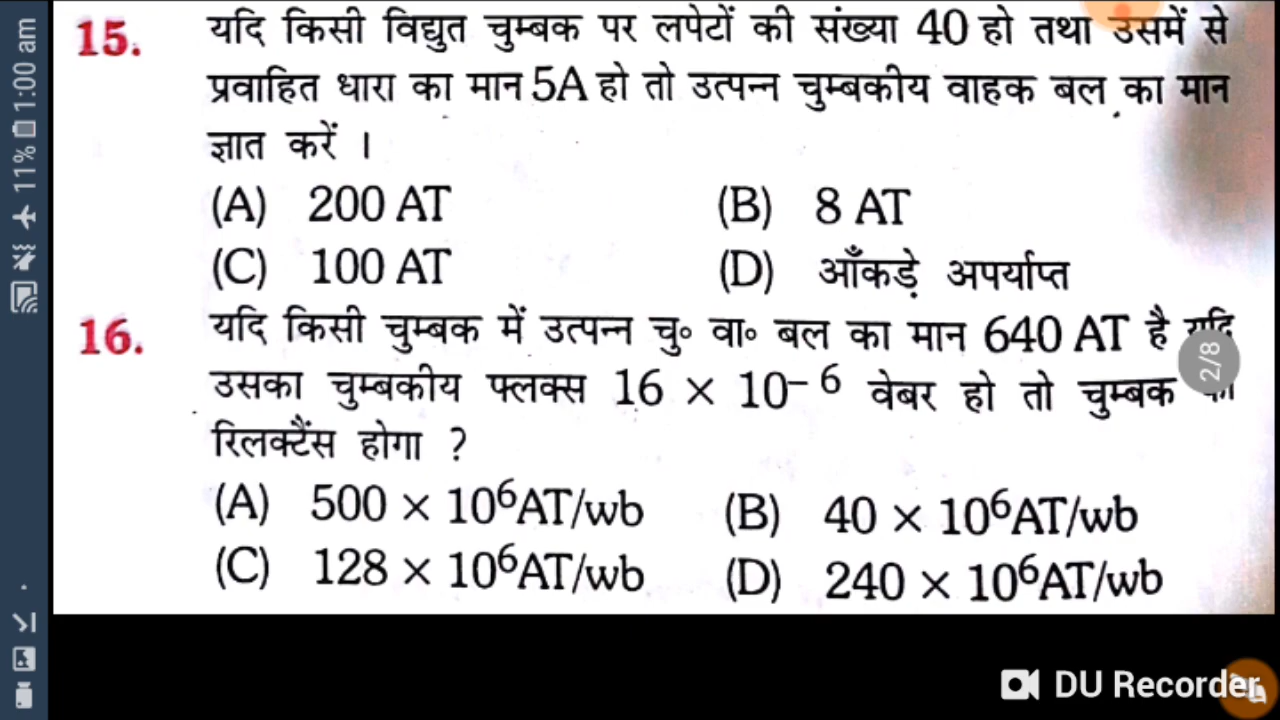 15. यदि किसी विद्युत चुम्बक पर लपेटों की संख्या 40 हो तथा उसमें से
प्रवाहित धारा का मान 5A हो तो उत्पन्न चुम्बकीय वाहक बल का मान
ज्ञात करें ।
(A) 200 AT (B) 8 AT
(C) 100 AT (D) आँकड़े अपर्याप्त
16. यदि किसी चुम्बक में उत्पन्न चु॰ वा॰ बल का मान 640 AT है यदि
उसका चुम्बकीय फ्लक्स 16 × 10⁻⁶ वेबर हो तो चुम्बक
रिलक्टैंस होगा ?
(A) 500 × 10⁶AT/wb (B) 40 × 10⁶AT/wb
(C) 128 × 10⁶AT/wb (D) 240 × 10⁶AT/wb
2/8
11% 1:00 am
DU Recorder